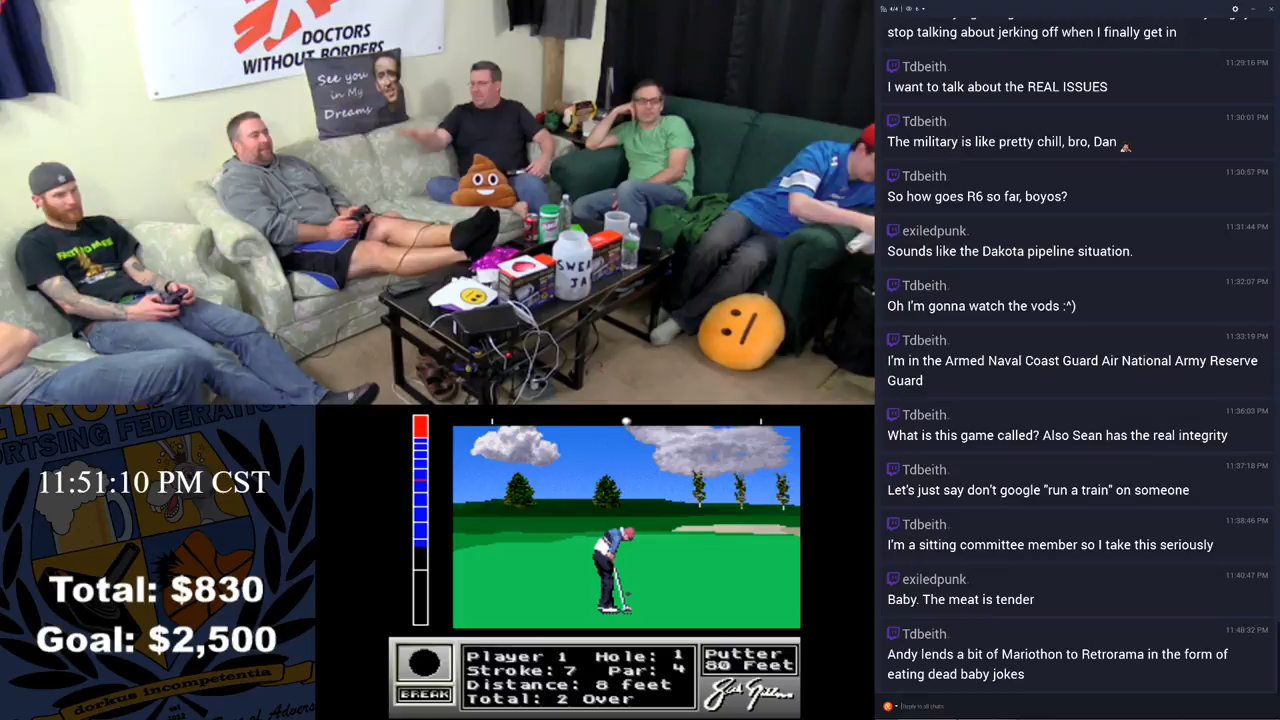 DOCTORS
WITHOUT BORDERS
See you
in My
Dreams
SWEAR
JA
11:51:10 PM CST
Total: $830
Goal: $2,500
dorkus incompetentia
Player 1 Hole: 1
Stroke: 7 Par: 4
Distance: 8 feet
Total: 2 Over
Putter
80 Feet
BREAK
Jack Nicklaus
4/4
6
stop talking about jerking off when I finally get in
Tdbeith 11:29:16 PM
I want to talk about the REAL ISSUES
Tdbeith 11:30:01 PM
The military is like pretty chill, bro, Dan
Tdbeith 11:30:57 PM
So how goes R6 so far, boyos?
exiledpunk 11:31:44 PM
Sounds like the Dakota pipeline situation.
Tdbeith 11:32:07 PM
Oh I'm gonna watch the vods :^)
Tdbeith 11:33:19 PM
I'm in the Armed Naval Coast Guard Air National Army Reserve
Guard
Tdbeith 11:36:03 PM
What is this game called? Also Sean has the real integrity
Tdbeith 11:37:18 PM
Let's just say don't google "run a train" on someone
Tdbeith 11:38:46 PM
I'm a sitting committee member so I take this seriously
exiledpunk 11:40:47 PM
Baby. The meat is tender
Tdbeith 11:48:32 PM
Andy lends a bit of Mariothon to Retrorama in the form of
eating dead baby jokes
Reply to all chats